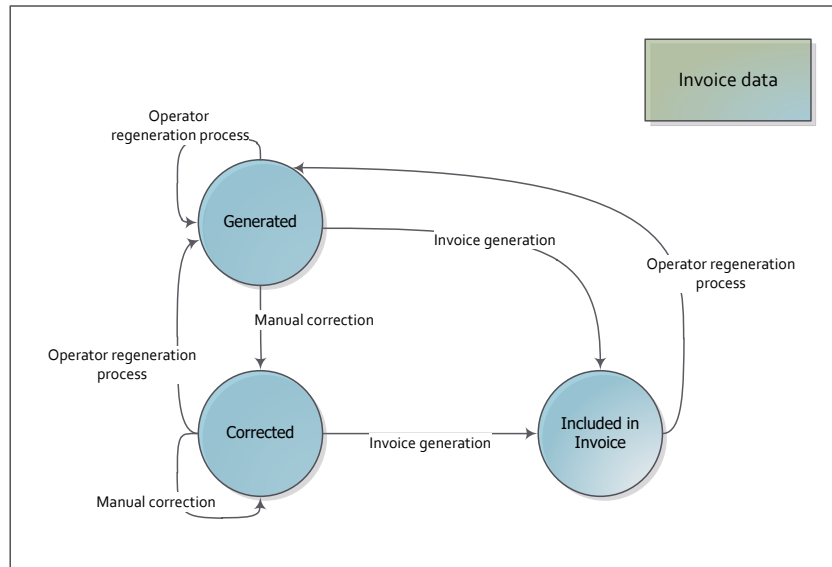 Invoice data
Operator
regeneration process
Generated
Invoice generation
Operator regeneration
process
Manual correction
Operator regeneration
process
Corrected
Invoice generation
Included in
Invoice
Manual correction